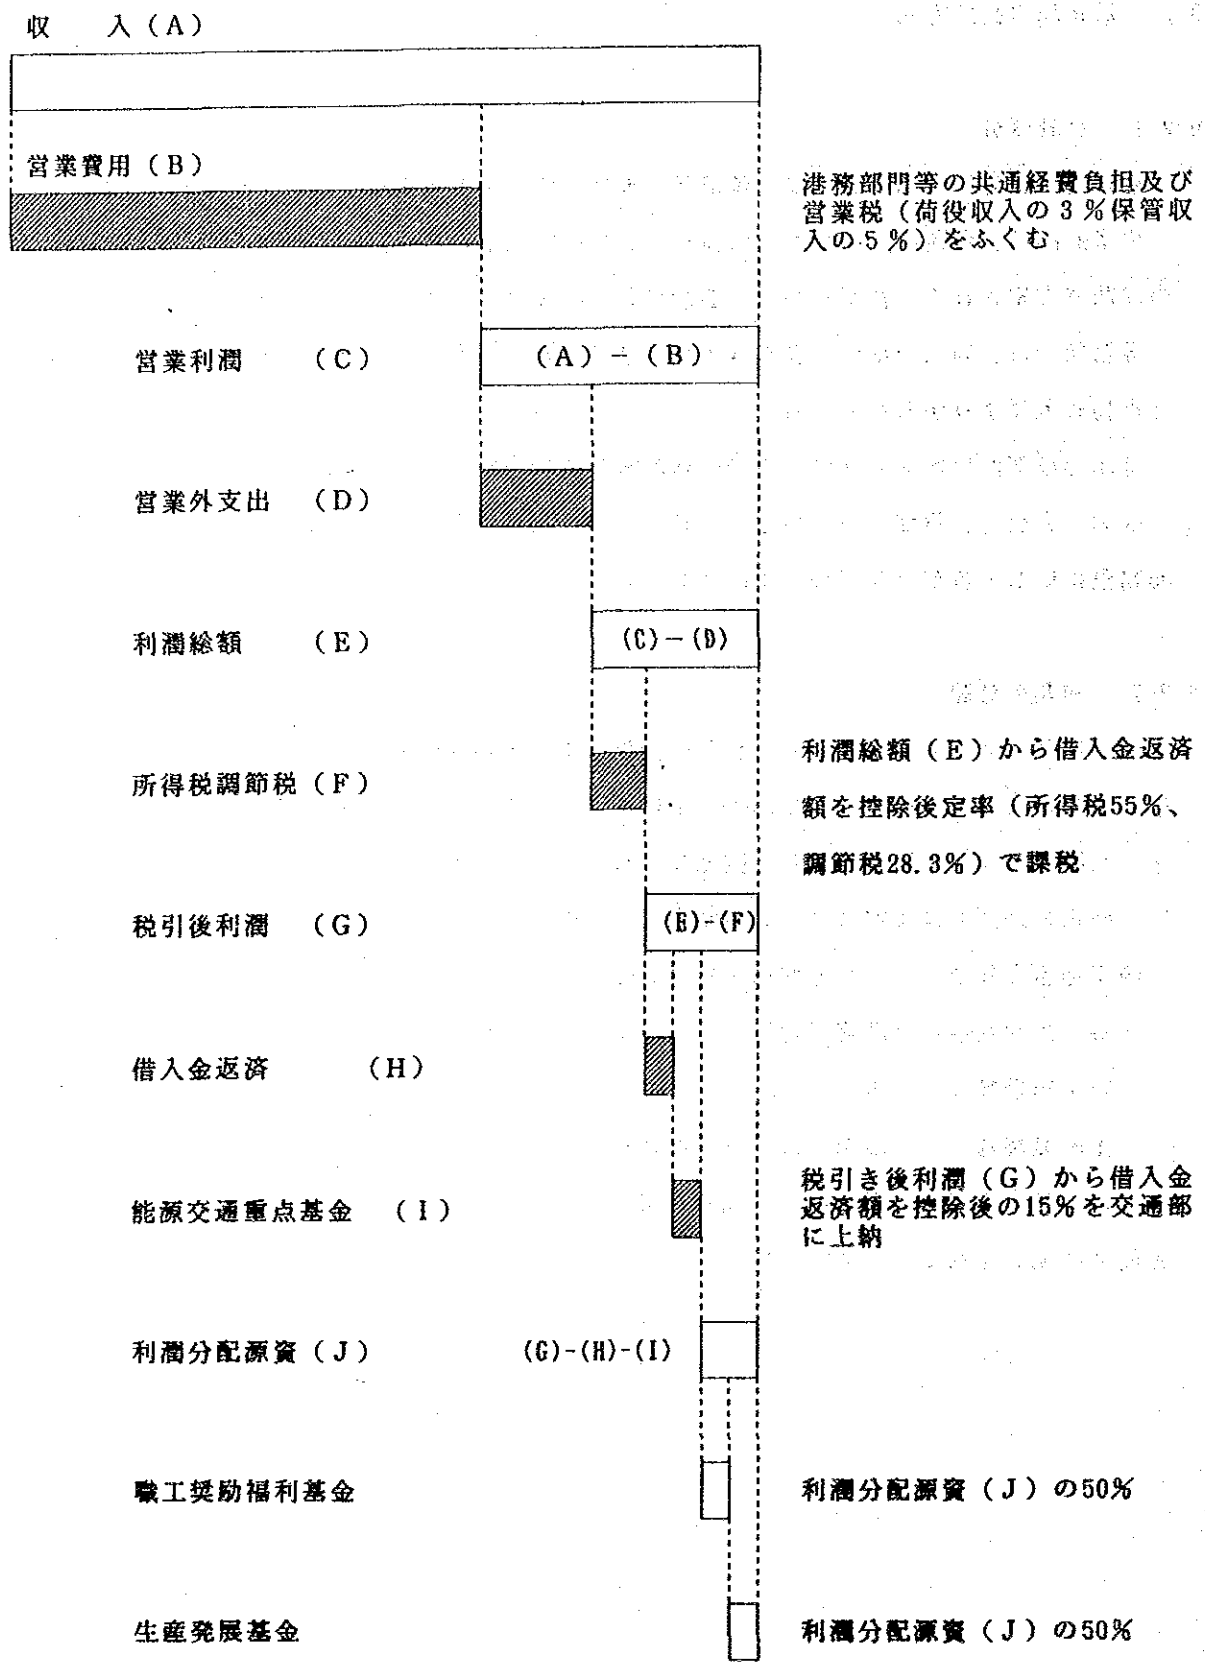 収　入（A）
営業費用（B）
港務部門等の共通経費負担及び
営業税（荷役収入の3％保管収
入の5％）をふくむ
営業利潤　（C）
（A）－（B）
営業外支出　（D）
利潤総額　（E）
(C)－(D)
所得税調節税（F）
利潤総額（E）から借入金返済
額を控除後定率（所得税55％、
調節税28.3％）で課税
税引後利潤　（G）
(E)-(F)
借入金返済　（H）
能源交通重点基金　（I）
税引き後利潤（G）から借入金
返済額を控除後の15％を交通部
に上納
利潤分配源資（J）
(G)-(H)-(I)
職工奨励福利基金
利潤分配源資（J）の50％
生産発展基金
利潤分配源資（J）の50％